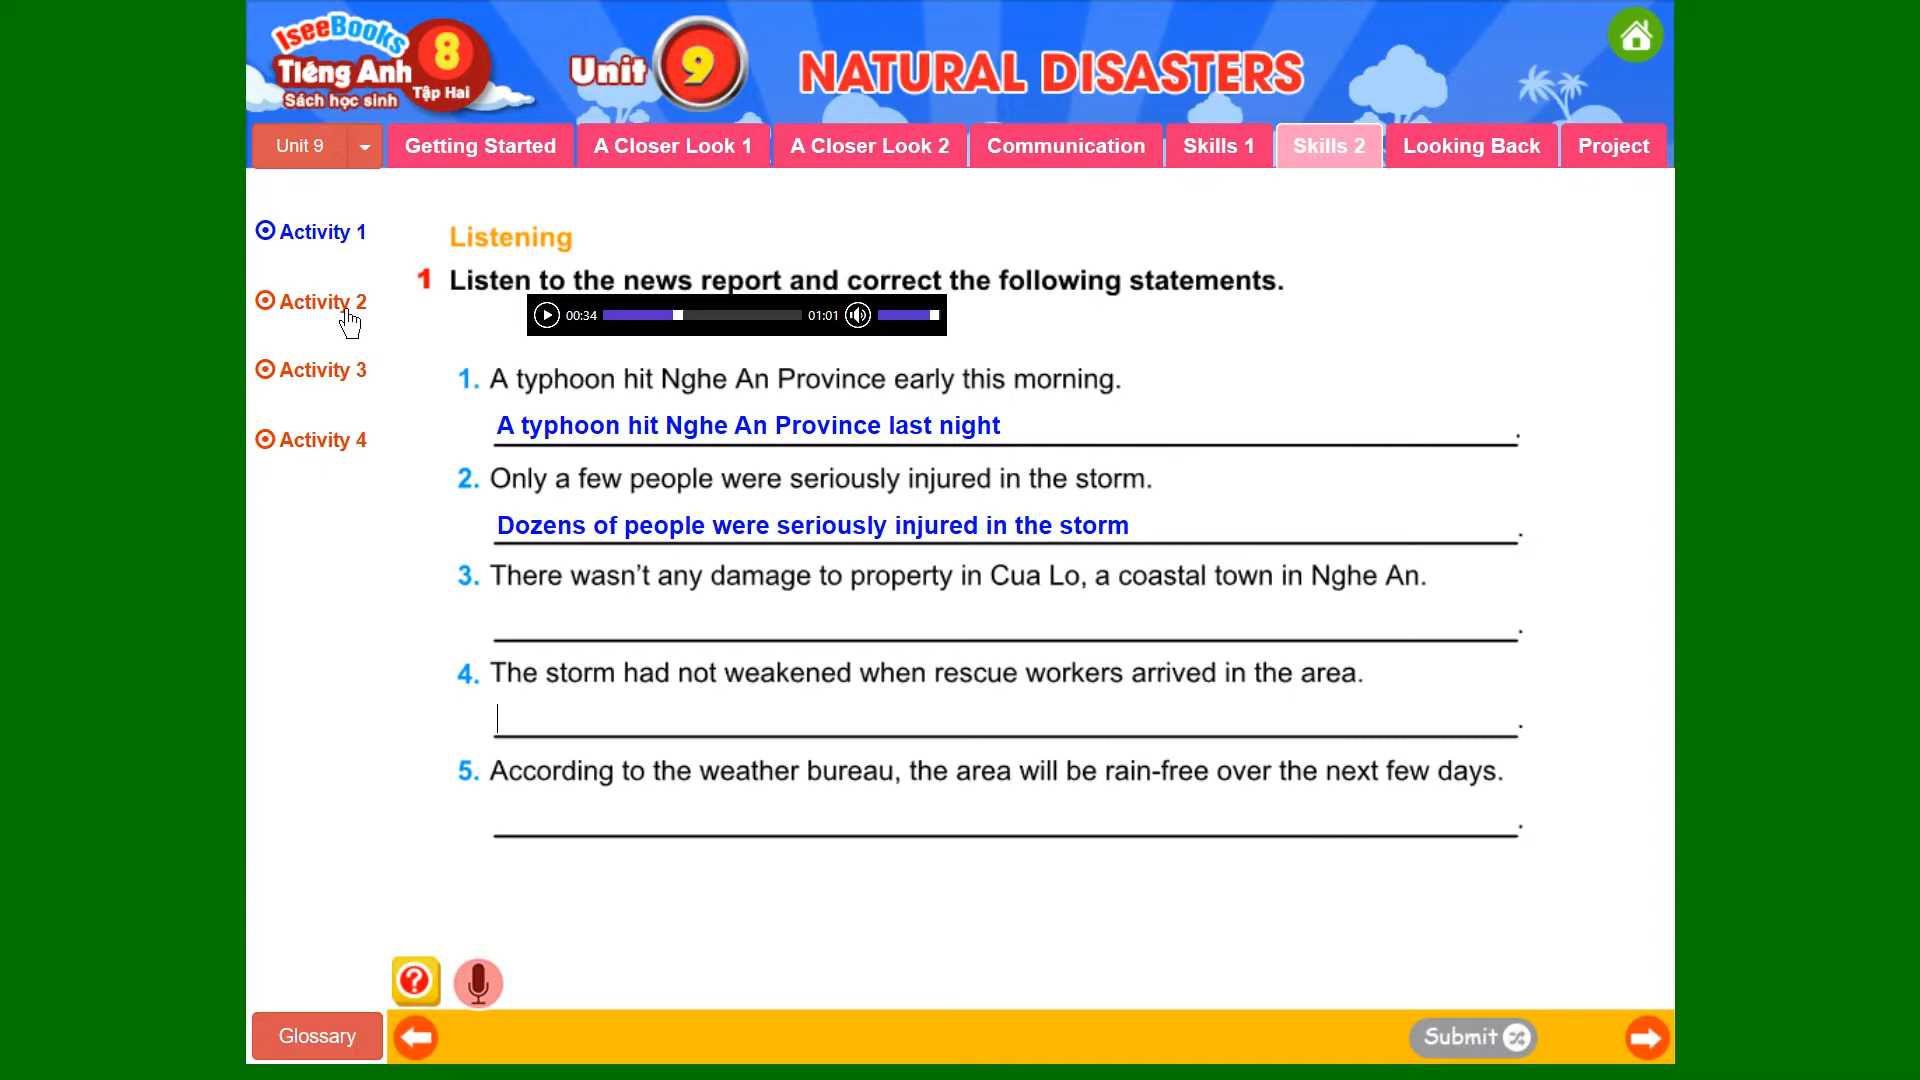 IseeBooks
Tiếng Anh 8
Sách học sinh Tập Hai
Unit 9
NATURAL DISASTERS
Unit 9
Getting Started
A Closer Look 1
A Closer Look 2
Communication
Skills 1
Skills 2
Looking Back
Project
Activity 1
Activity 2
Activity 3
Activity 4
Listening
1 Listen to the news report and correct the following statements.
00:34 01:01
1. A typhoon hit Nghe An Province early this morning.
A typhoon hit Nghe An Province last night.
2. Only a few people were seriously injured in the storm.
Dozens of people were seriously injured in the storm.
3. There wasn't any damage to property in Cua Lo, a coastal town in Nghe An.
.
4. The storm had not weakened when rescue workers arrived in the area.
.
5. According to the weather bureau, the area will be rain-free over the next few days.
.
?
Glossary
Submit